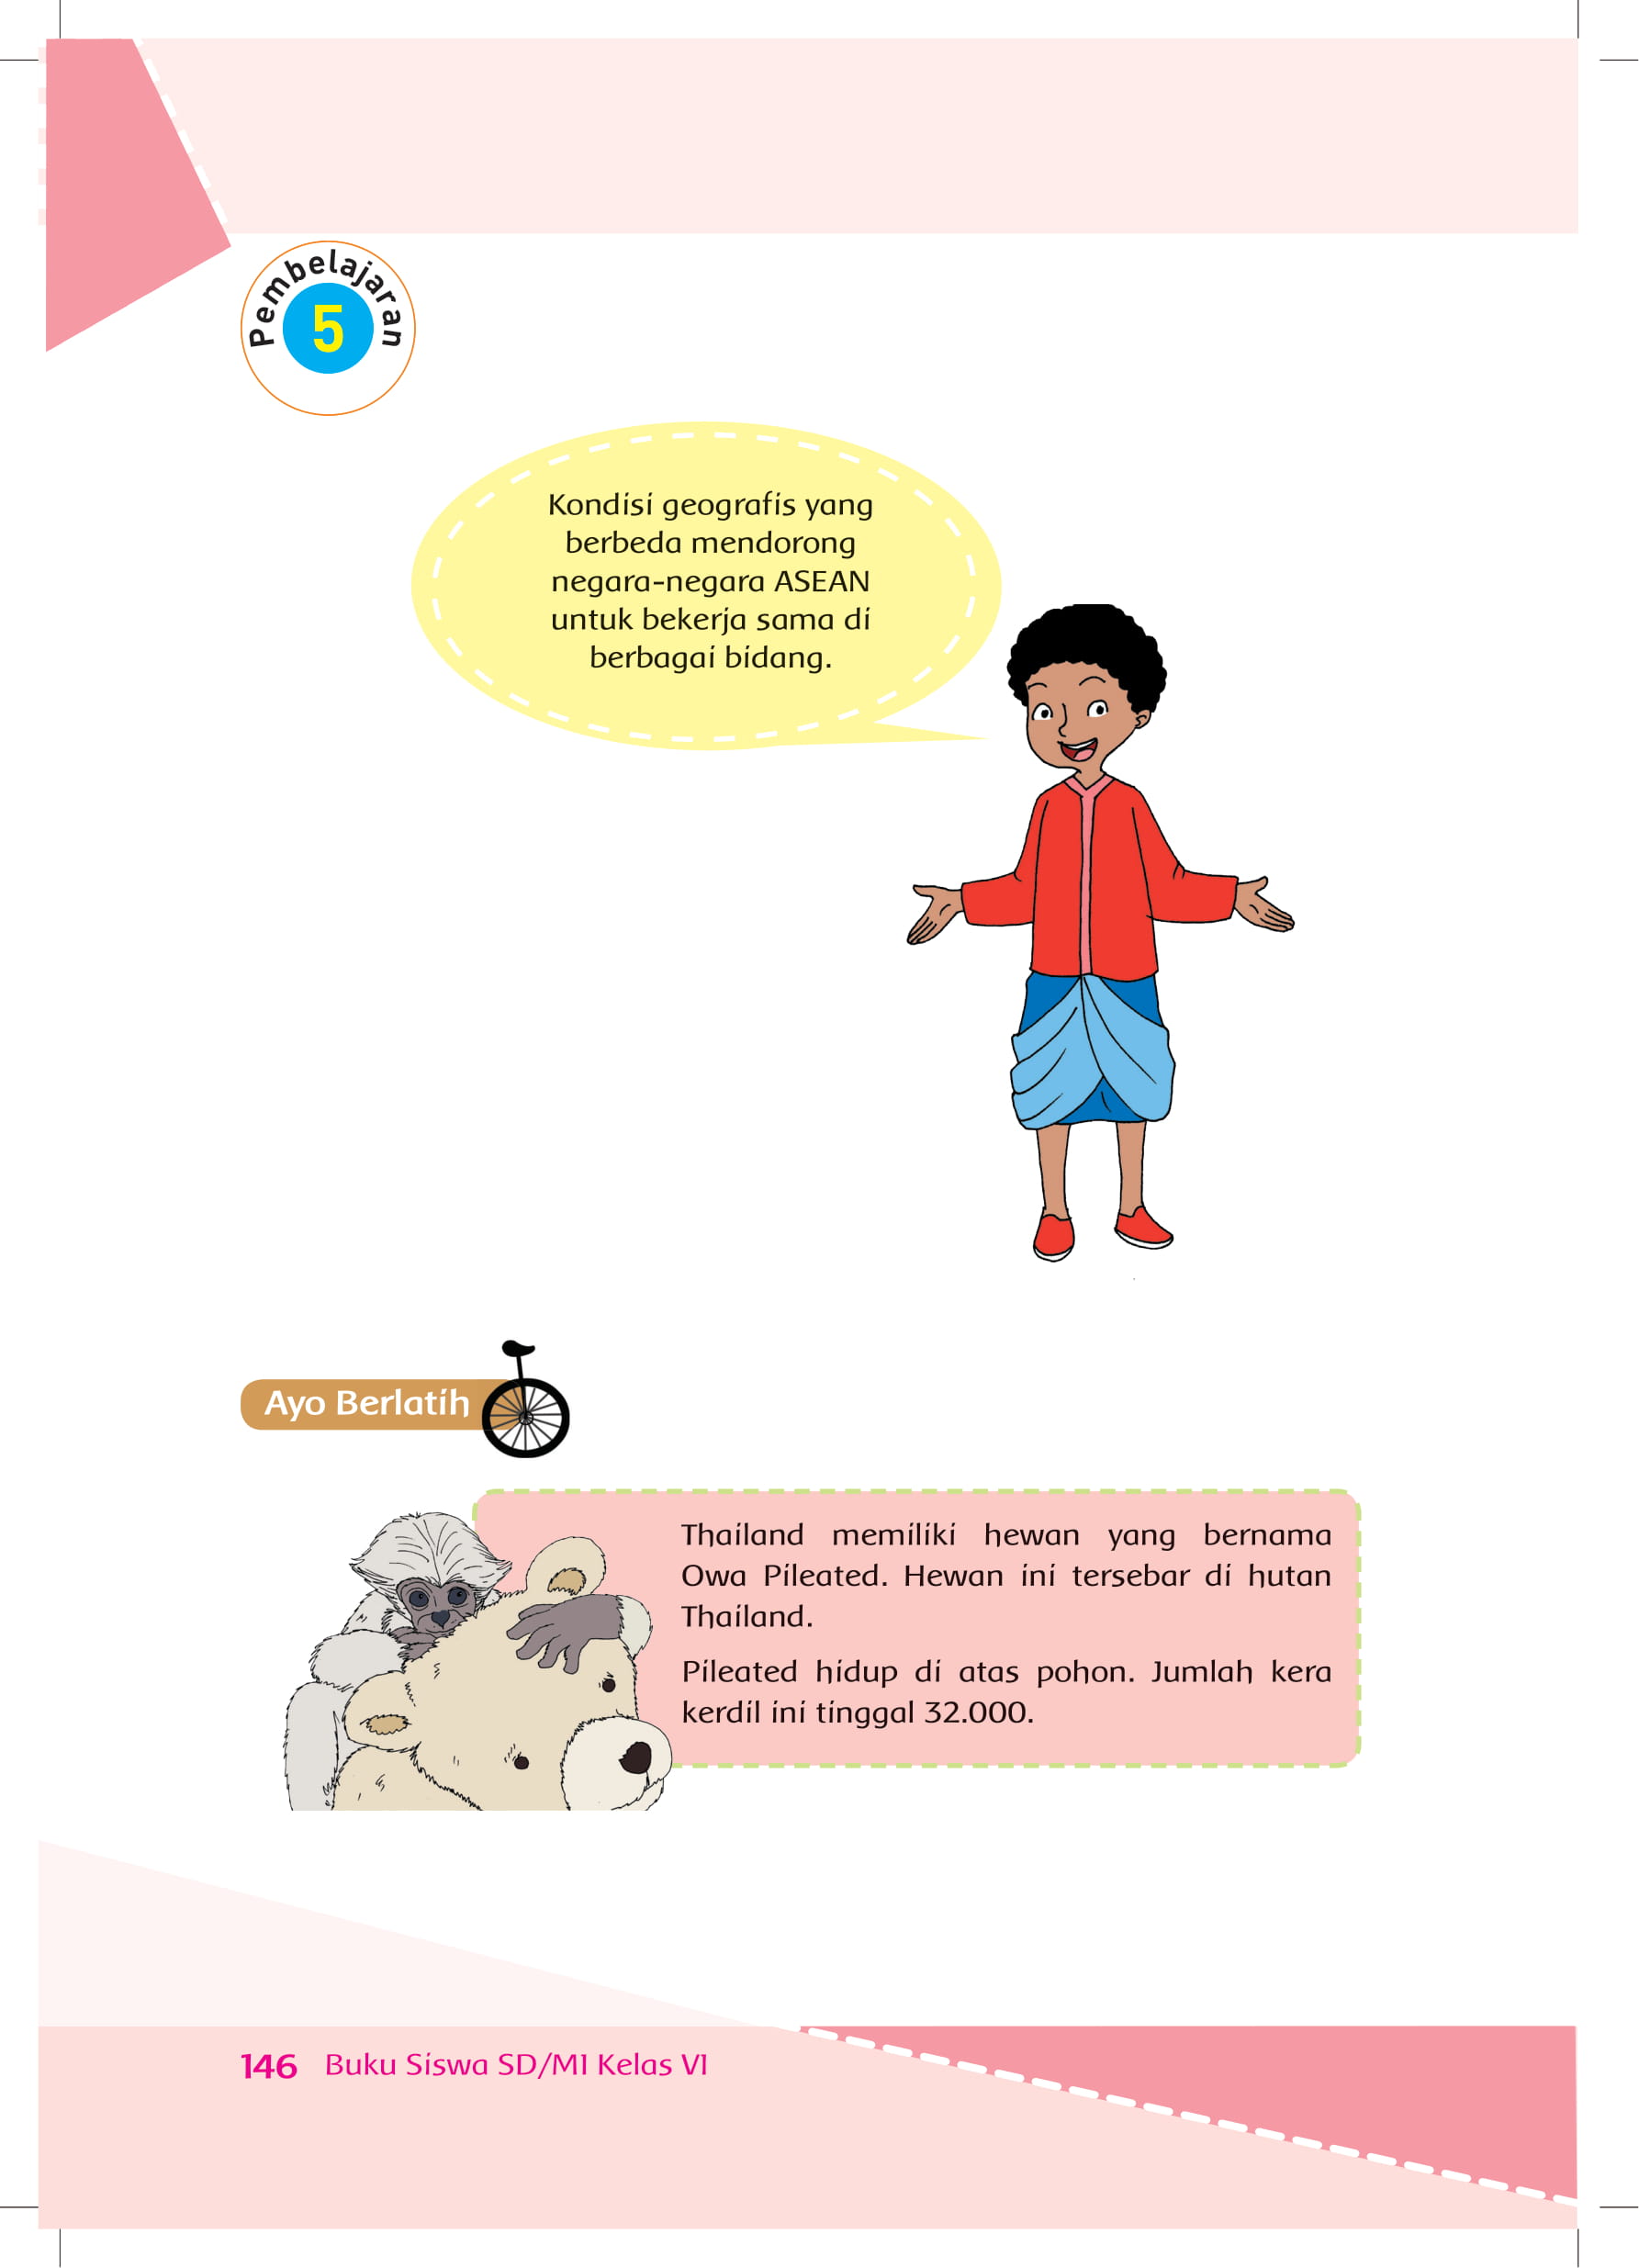 Pembelajaran
5
Kondisi geografis yang
berbeda mendorong
negara-negara ASEAN
untuk bekerja sama di
berbagai bidang.
Ayo Berlatih
Thailand memiliki hewan yang bernama
Owa Pileated. Hewan ini tersebar di hutan
Thailand.
Pileated hidup di atas pohon. Jumlah kera
kerdil ini tinggal 32.000.
146 Buku Siswa SD/MI Kelas VI